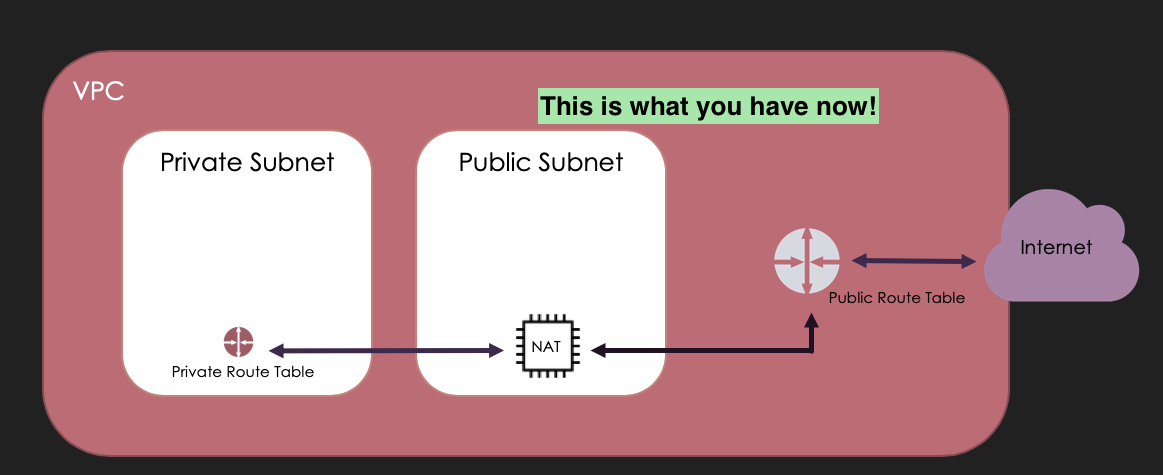 VPC
This is what you have now!
Private Subnet
Public Subnet
Internet
Public Route Table
NAT
Private Route Table